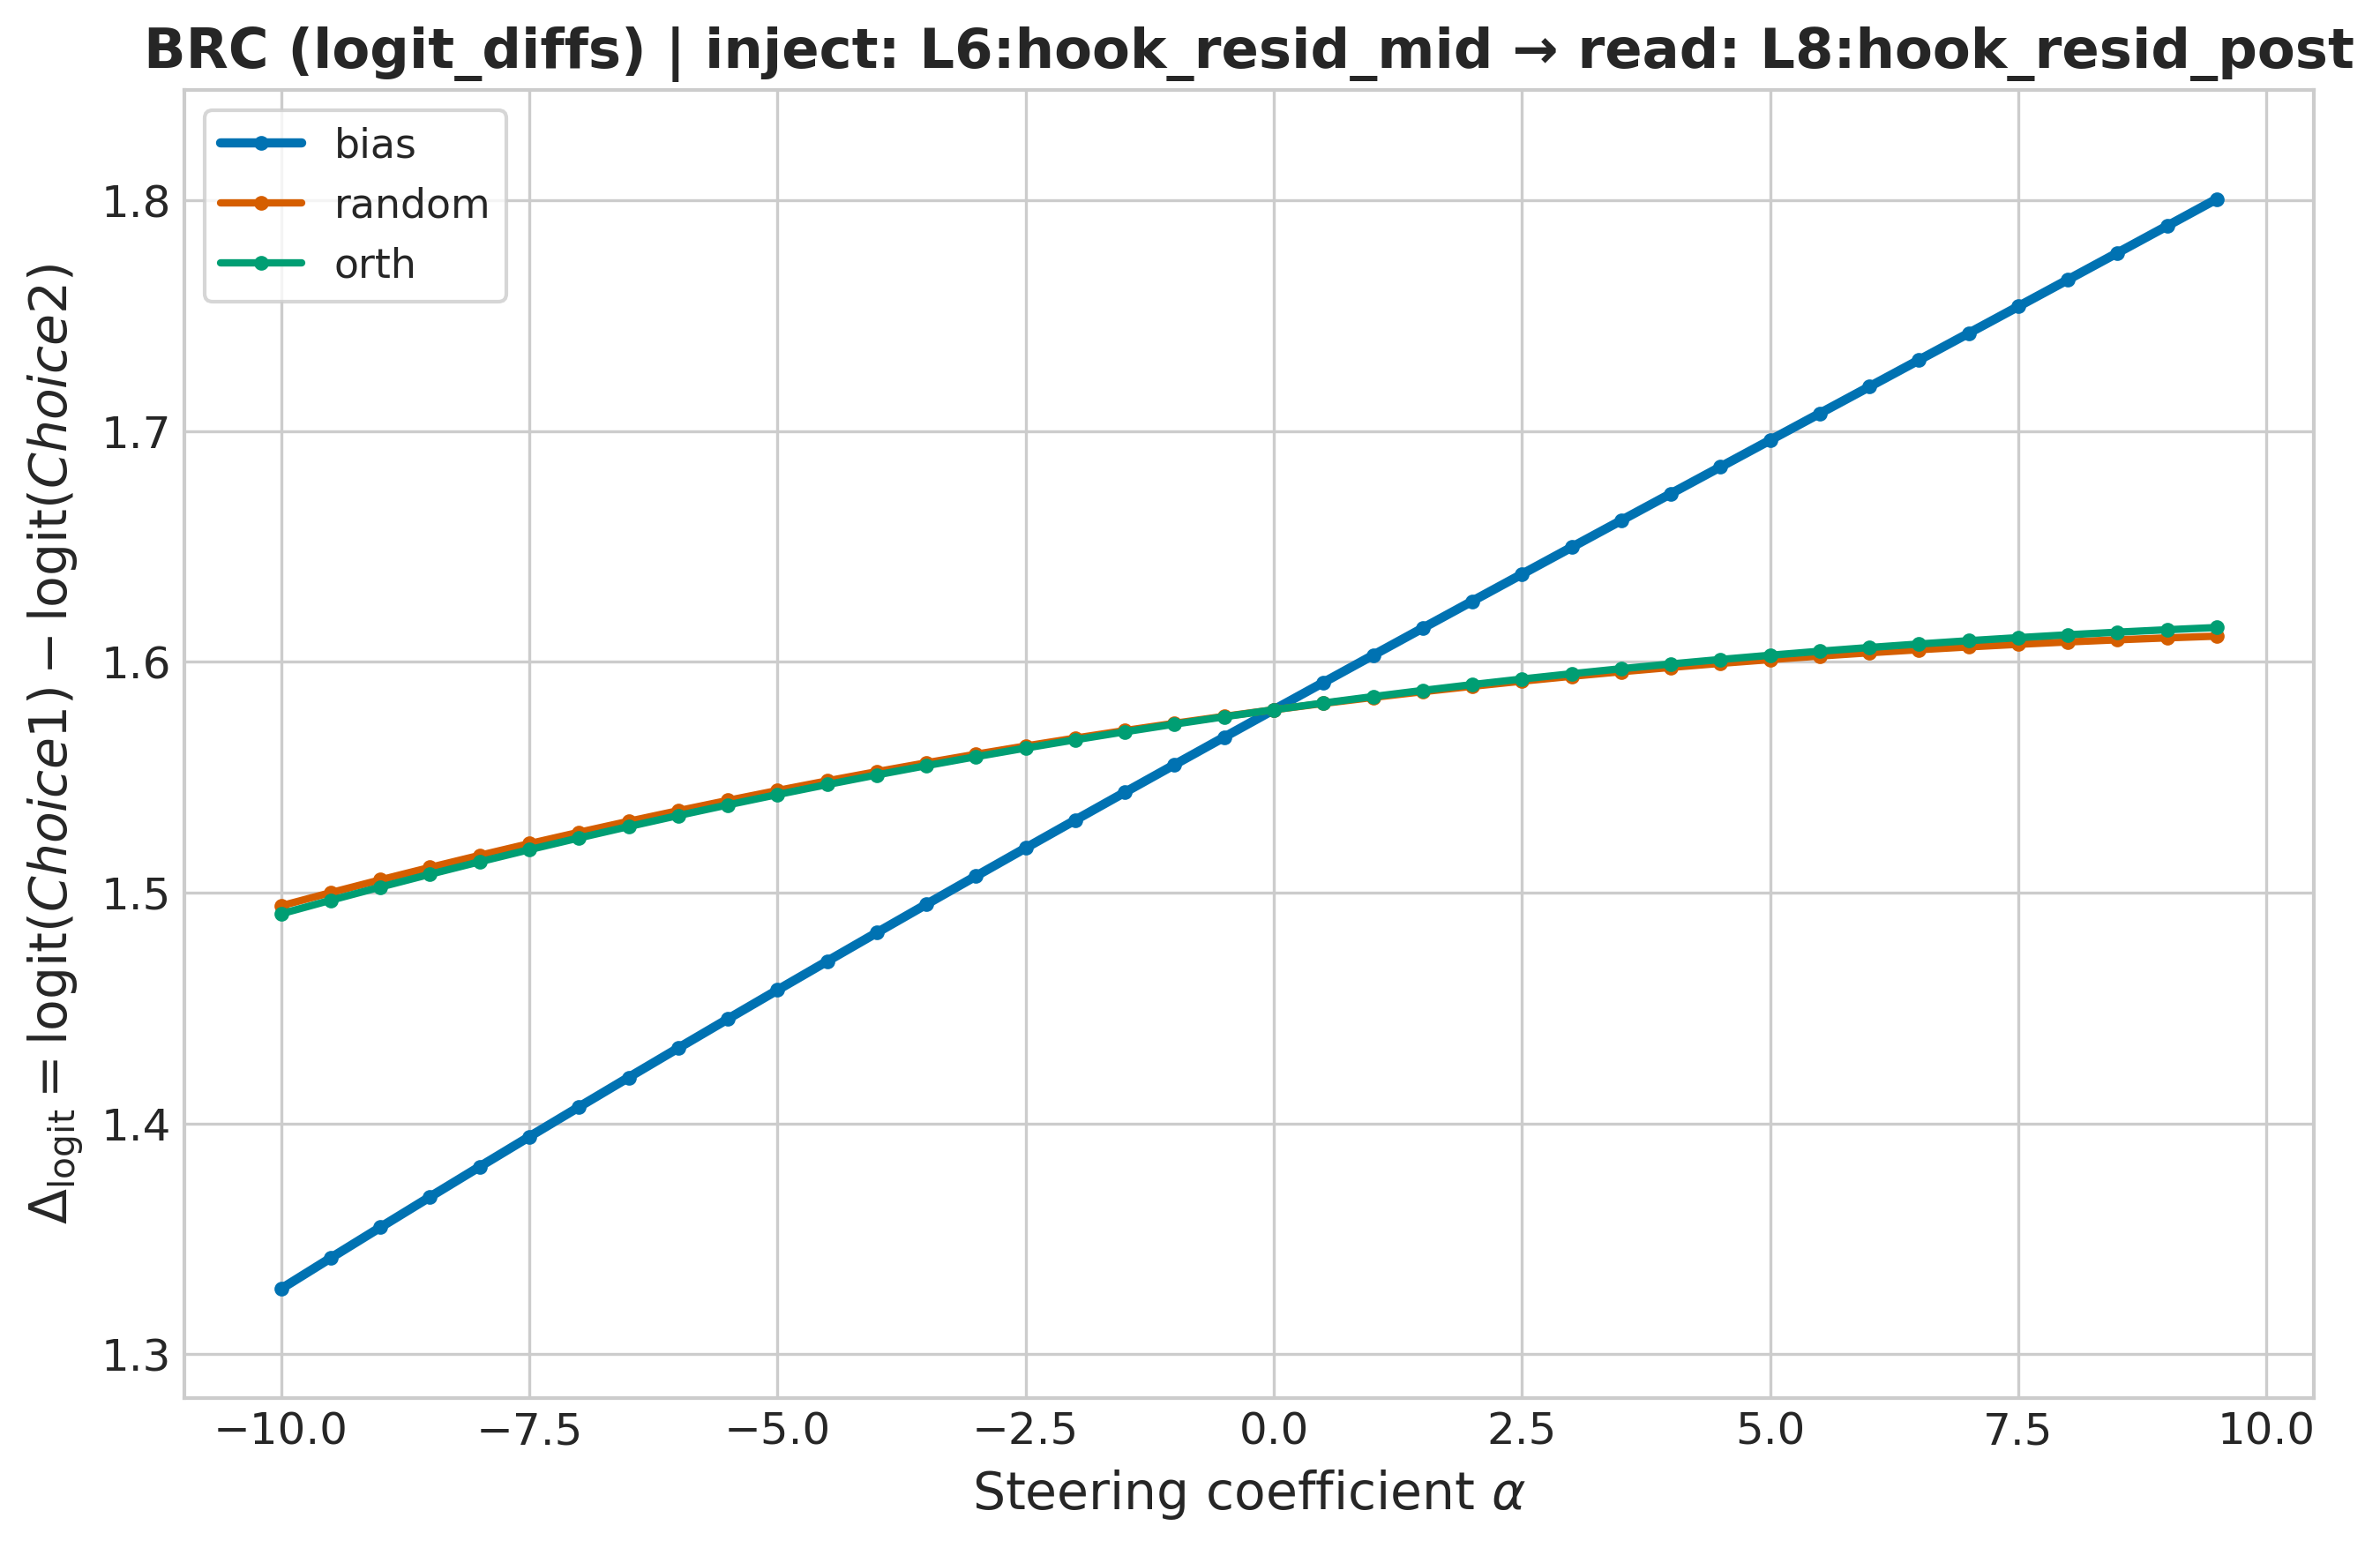 BRC (logit_diffs) | inject: L6:hook_resid_mid → read: L8:hook_resid_post
bias
random
orth
Δlogit = logit(Choice1) − logit(Choice2)
1.8
1.7
1.6
1.5
1.4
1.3
−10.0 −7.5 −5.0 −2.5 0.0 2.5 5.0 7.5 10.0
Steering coefficient α